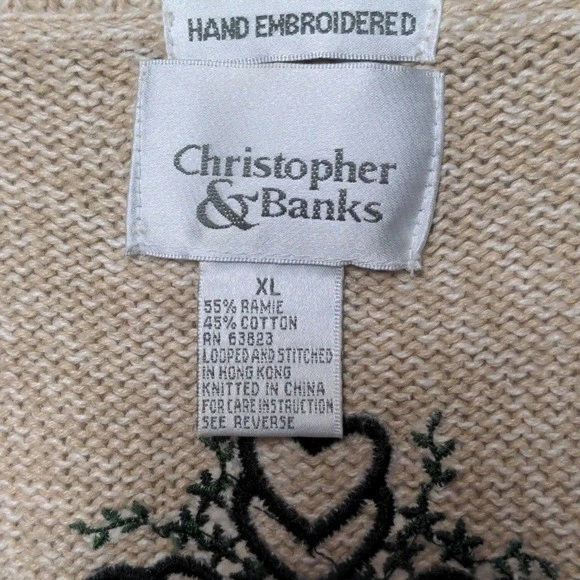 HAND EMBROIDERED
Christopher
& Banks
XL
55% RAMIE
45% COTTON
RN 63823
LOOPED AND STITCHED
IN HONG KONG
KNITTED IN CHINA
FOR CARE INSTRUCTION
SEE REVERSE